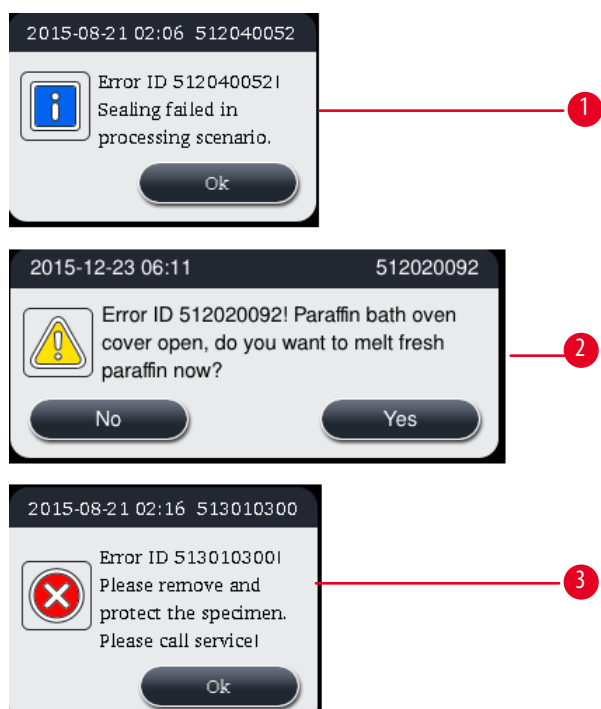 2015-08-21 02:06 512040052
Error ID 512040052!
Sealing failed in
processing scenario.
Ok
1
2015-12-23 06:11 512020092
Error ID 512020092! Paraffin bath oven
cover open, do you want to melt fresh
paraffin now?
No Yes
2
2015-08-21 02:16 513010300
Error ID 513010300!
Please remove and
protect the specimen.
Please call service!
Ok
3